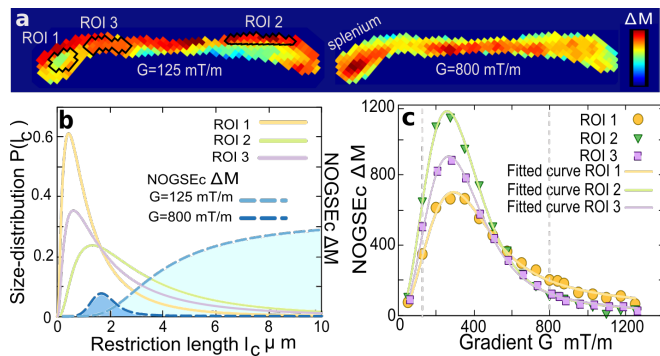 a
ROI 1
ROI 3
ROI 2
G=125 mT/m
splenium
G=800 mT/m
ΔM
b
Size-distribution P(l_c)
0.6
0.4
0.2
0
ROI 1
ROI 2
ROI 3
NOGSEc ΔM
G=125 mT/m
G=800 mT/m
NOGSEc ΔM
0 2 4 6 8 10
Restriction length l_c μ m
c
NOGSEc ΔM
1200
800
400
0
ROI 1
ROI 2
ROI 3
Fitted curve ROI 1
Fitted curve ROI 2
Fitted curve ROI 3
0 400 800 1200
Gradient G mT/m